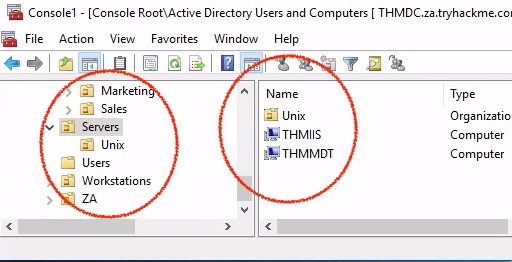 Console1 - [Console Root\Active Directory Users and Computers [ THMDC.za.tryhackme.co
File Action View Favorites Window Help
Marketing
Sales
Servers
Unix
Users
Workstations
ZA
Name Type
Unix Organizatio
THMIIS Computer
THMMDT Computer